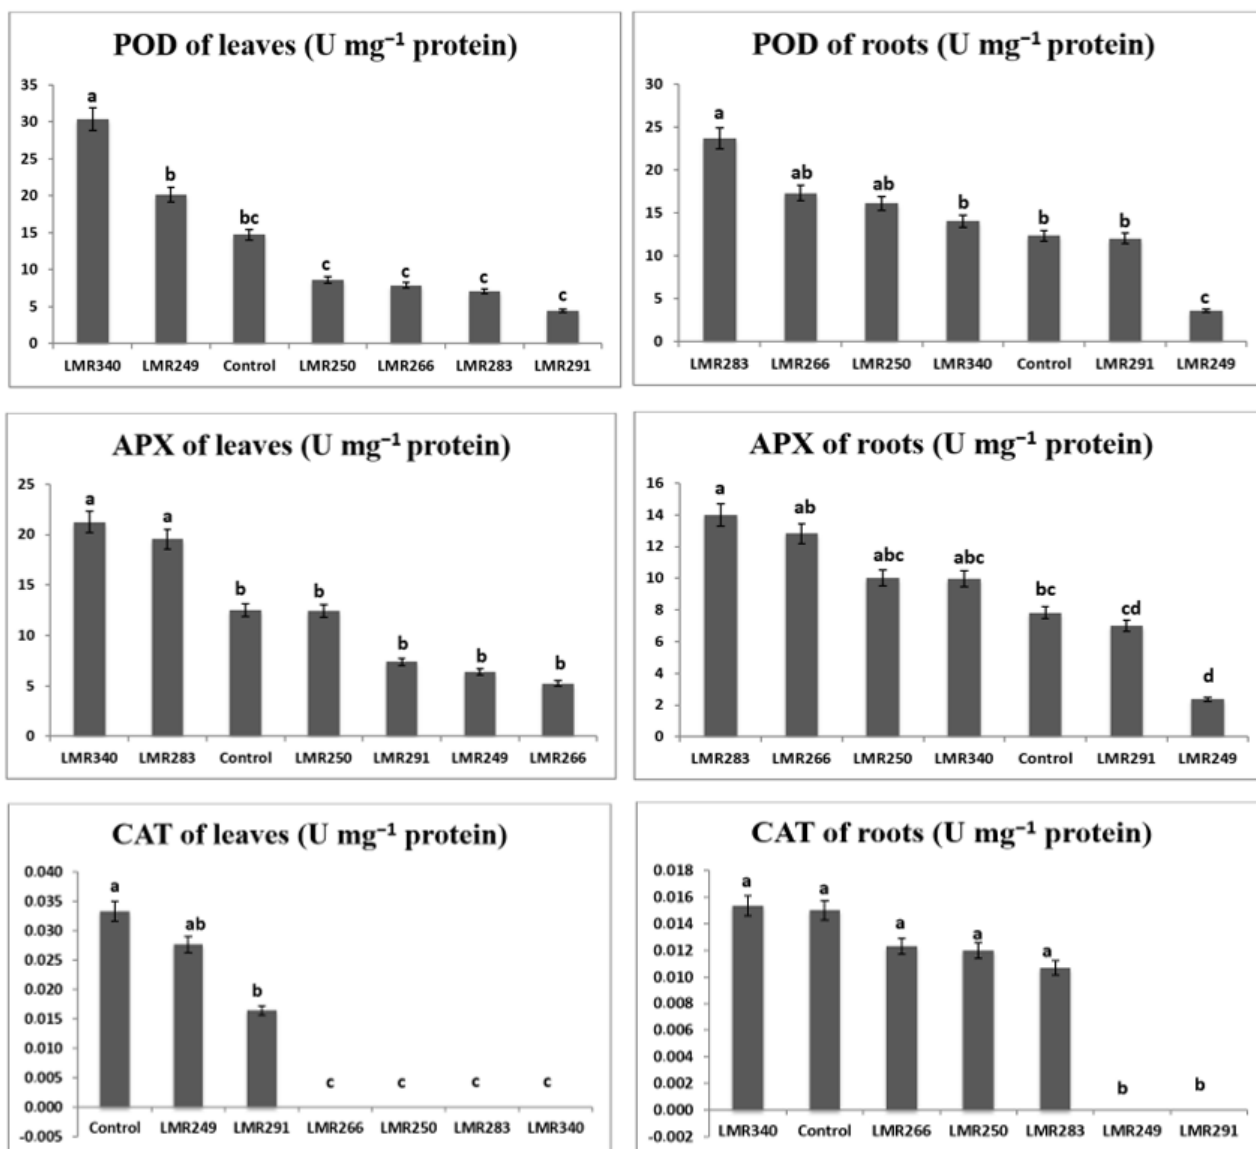 POD of leaves (U mg⁻¹ protein)
35
30
25
20
15
10
5
0
a
b
bc
c
c
c
c
LMR340 LMR249 Control LMR250 LMR266 LMR283 LMR291
POD of roots (U mg⁻¹ protein)
30
25
20
15
10
5
0
a
ab
ab
b
b
b
c
LMR283 LMR266 LMR250 LMR340 Control LMR291 LMR249
APX of leaves (U mg⁻¹ protein)
25
20
15
10
5
0
a
a
b
b
b
b
b
LMR340 LMR283 Control LMR250 LMR291 LMR249 LMR266
APX of roots (U mg⁻¹ protein)
16
14
12
10
8
6
4
2
0
a
ab
abc
abc
bc
cd
d
LMR283 LMR266 LMR250 LMR340 Control LMR291 LMR249
CAT of leaves (U mg⁻¹ protein)
0.040
0.035
0.030
0.025
0.020
0.015
0.010
0.005
0.000
-0.005
a
ab
b
c
c
c
c
Control LMR249 LMR291 LMR266 LMR250 LMR283 LMR340
CAT of roots (U mg⁻¹ protein)
0.018
0.016
0.014
0.012
0.010
0.008
0.006
0.004
0.002
0.000
-0.002
a
a
a
a
a
b
b
LMR340 Control LMR266 LMR250 LMR283 LMR249 LMR291